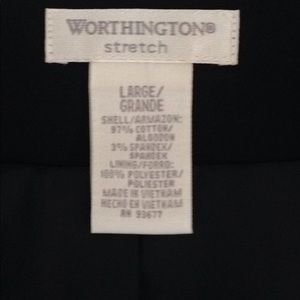 WORTHINGTON®
stretch
LARGE/
GRANDE
SHELL/ARMAZON:
97% COTTON/
ALGODON
3% SPANDEX/
SPANDEX
LINING/FORRO:
100% POLYESTER/
POLIESTER
MADE IN VIETNAM
HECHO EN VIETNAM
RN 93677